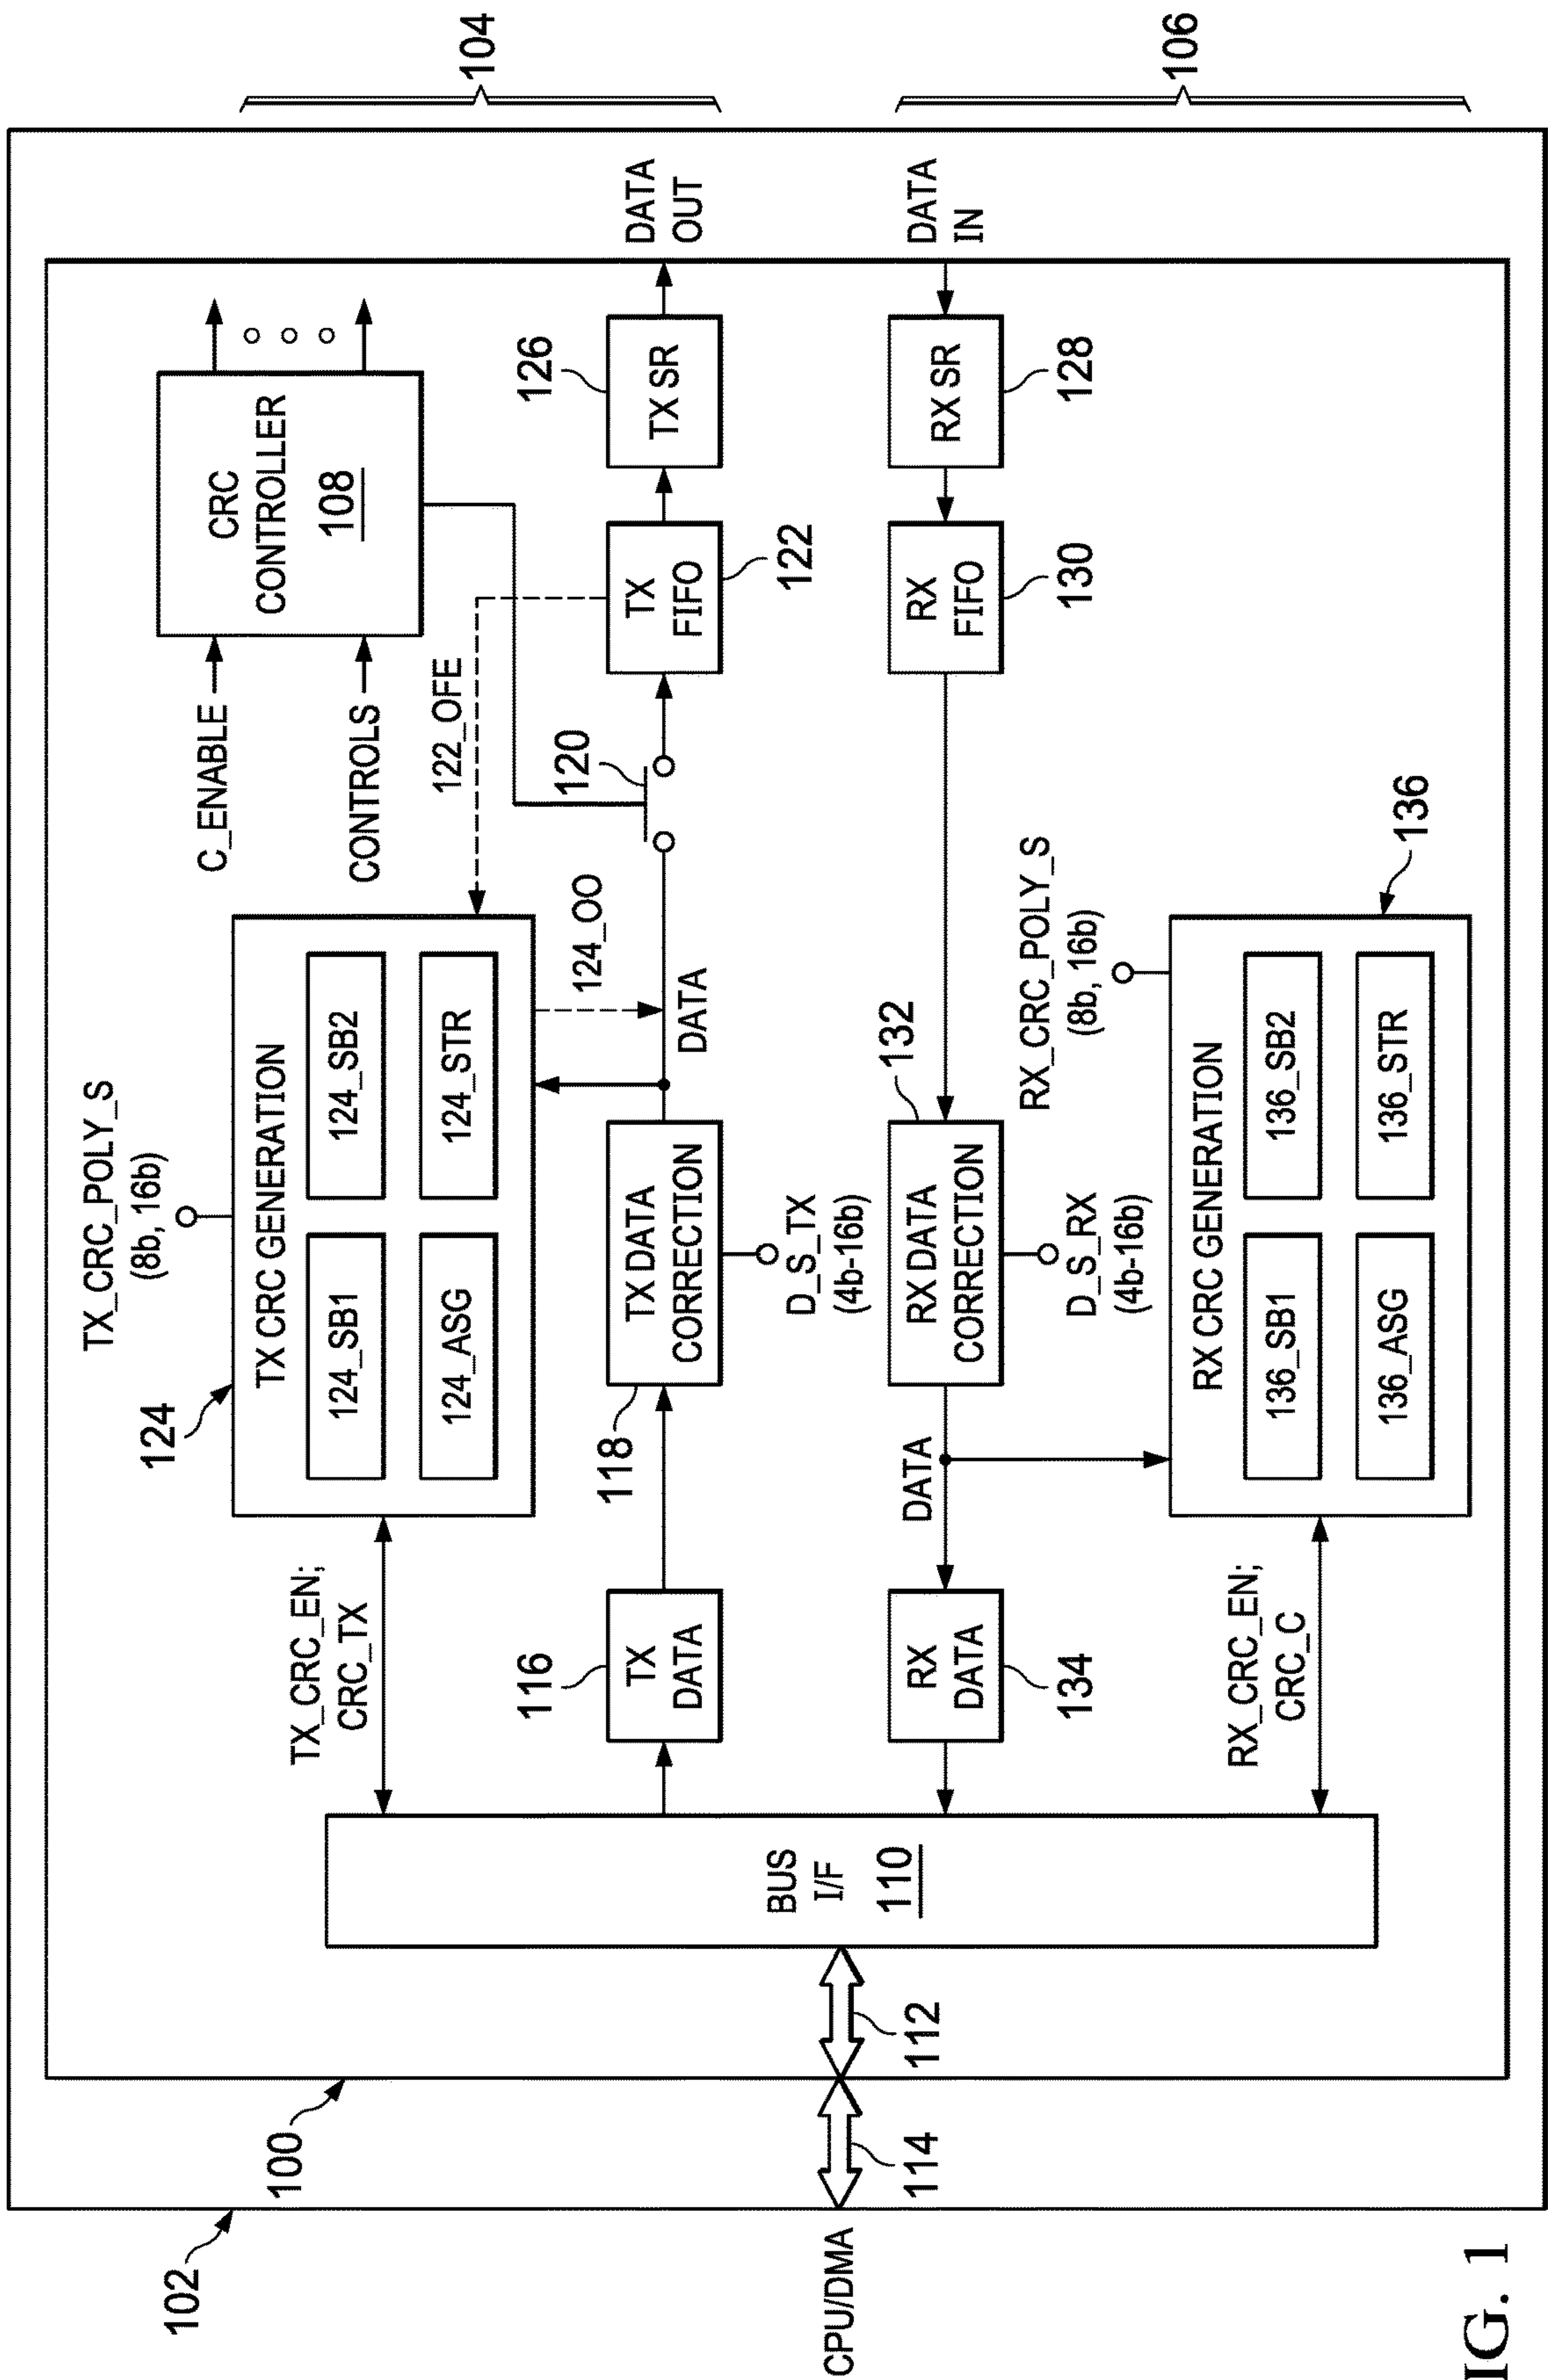 102
100
104
106
124
TX_CRC_POLY_S
(8b, 16b)
TX CRC GENERATION
124_SB1
124_SB2
124_ASG
124_STR
TX_CRC_EN;
CRC_TX
C_ENABLE
CONTROLS
CRC
CONTROLLER
108
122_OFE
124_OO
120
116
TX
DATA
118
TX DATA
CORRECTION
D_S_TX
(4b-16b)
DATA
TX
FIFO
122
126
TX SR
DATA
OUT
BUS
I/F
110
112
114
CPU/DMA
RX
DATA
134
DATA
132
RX DATA
CORRECTION
D_S_RX
(4b-16b)
RX
FIFO
130
RX SR
128
DATA
IN
RX_CRC_EN;
CRC_C
RX_CRC_POLY_S
(8b, 16b)
136
RX CRC GENERATION
136_SB1
136_SB2
136_ASG
136_STR
IG. 1